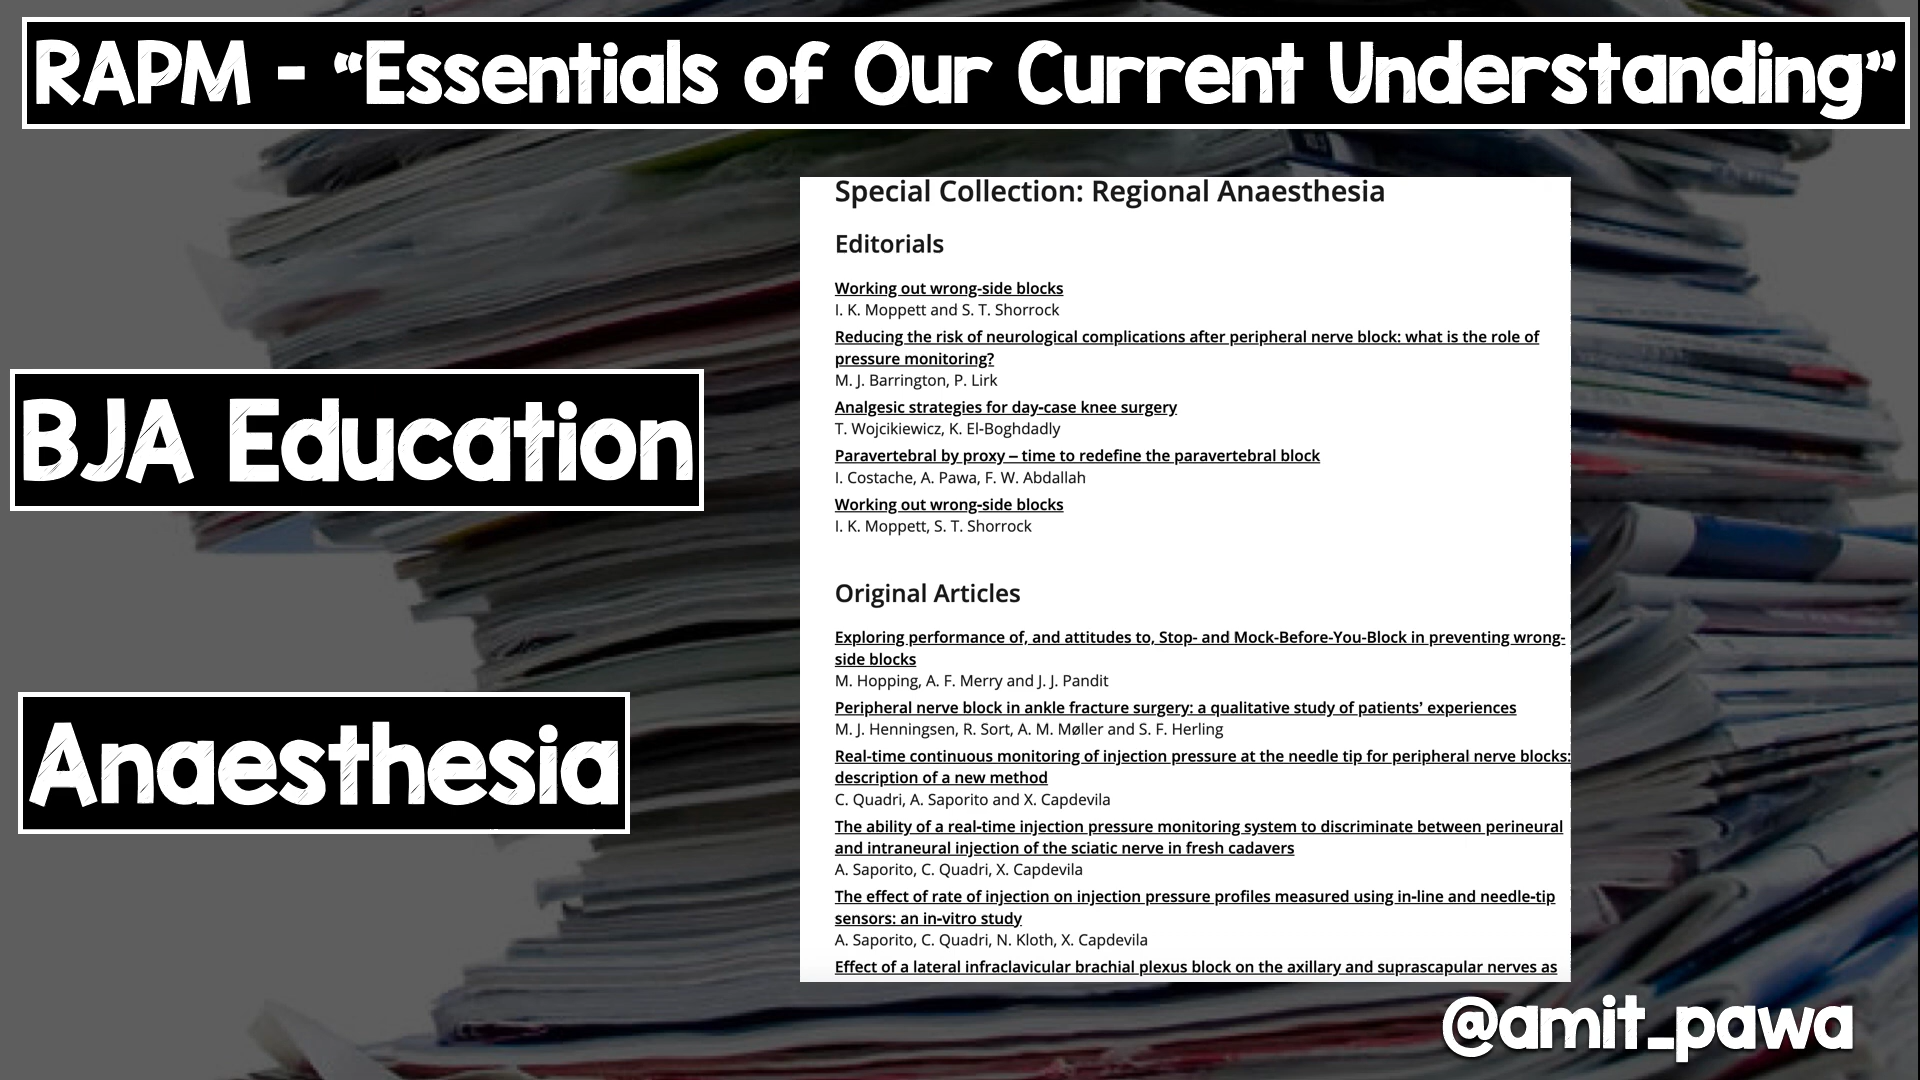 RAPM - “Essentials of Our Current Understanding”
BJA Education
Anaesthesia
Special Collection: Regional Anaesthesia
Editorials
Working out wrong-side blocks
I. K. Moppett and S. T. Shorrock
Reducing the risk of neurological complications after peripheral nerve block: what is the role of
pressure monitoring?
M. J. Barrington, P. Lirk
Analgesic strategies for day-case knee surgery
T. Wojcikiewicz, K. El-Boghdadly
Paravertebral by proxy – time to redefine the paravertebral block
I. Costache, A. Pawa, F. W. Abdallah
Working out wrong-side blocks
I. K. Moppett, S. T. Shorrock
Original Articles
Exploring performance of, and attitudes to, Stop- and Mock-Before-You-Block in preventing wrong-
side blocks
M. Hopping, A. F. Merry and J. J. Pandit
Peripheral nerve block in ankle fracture surgery: a qualitative study of patients’ experiences
M. J. Henningsen, R. Sort, A. M. Møller and S. F. Herling
Real-time continuous monitoring of injection pressure at the needle tip for peripheral nerve blocks:
description of a new method
C. Quadri, A. Saporito and X. Capdevila
The ability of a real-time injection pressure monitoring system to discriminate between perineural
and intraneural injection of the sciatic nerve in fresh cadavers
A. Saporito, C. Quadri, X. Capdevila
The effect of rate of injection on injection pressure profiles measured using in-line and needle-tip
sensors: an in-vitro study
A. Saporito, C. Quadri, N. Kloth, X. Capdevila
Effect of a lateral infraclavicular brachial plexus block on the axillary and suprascapular nerves as
@amit_pawa